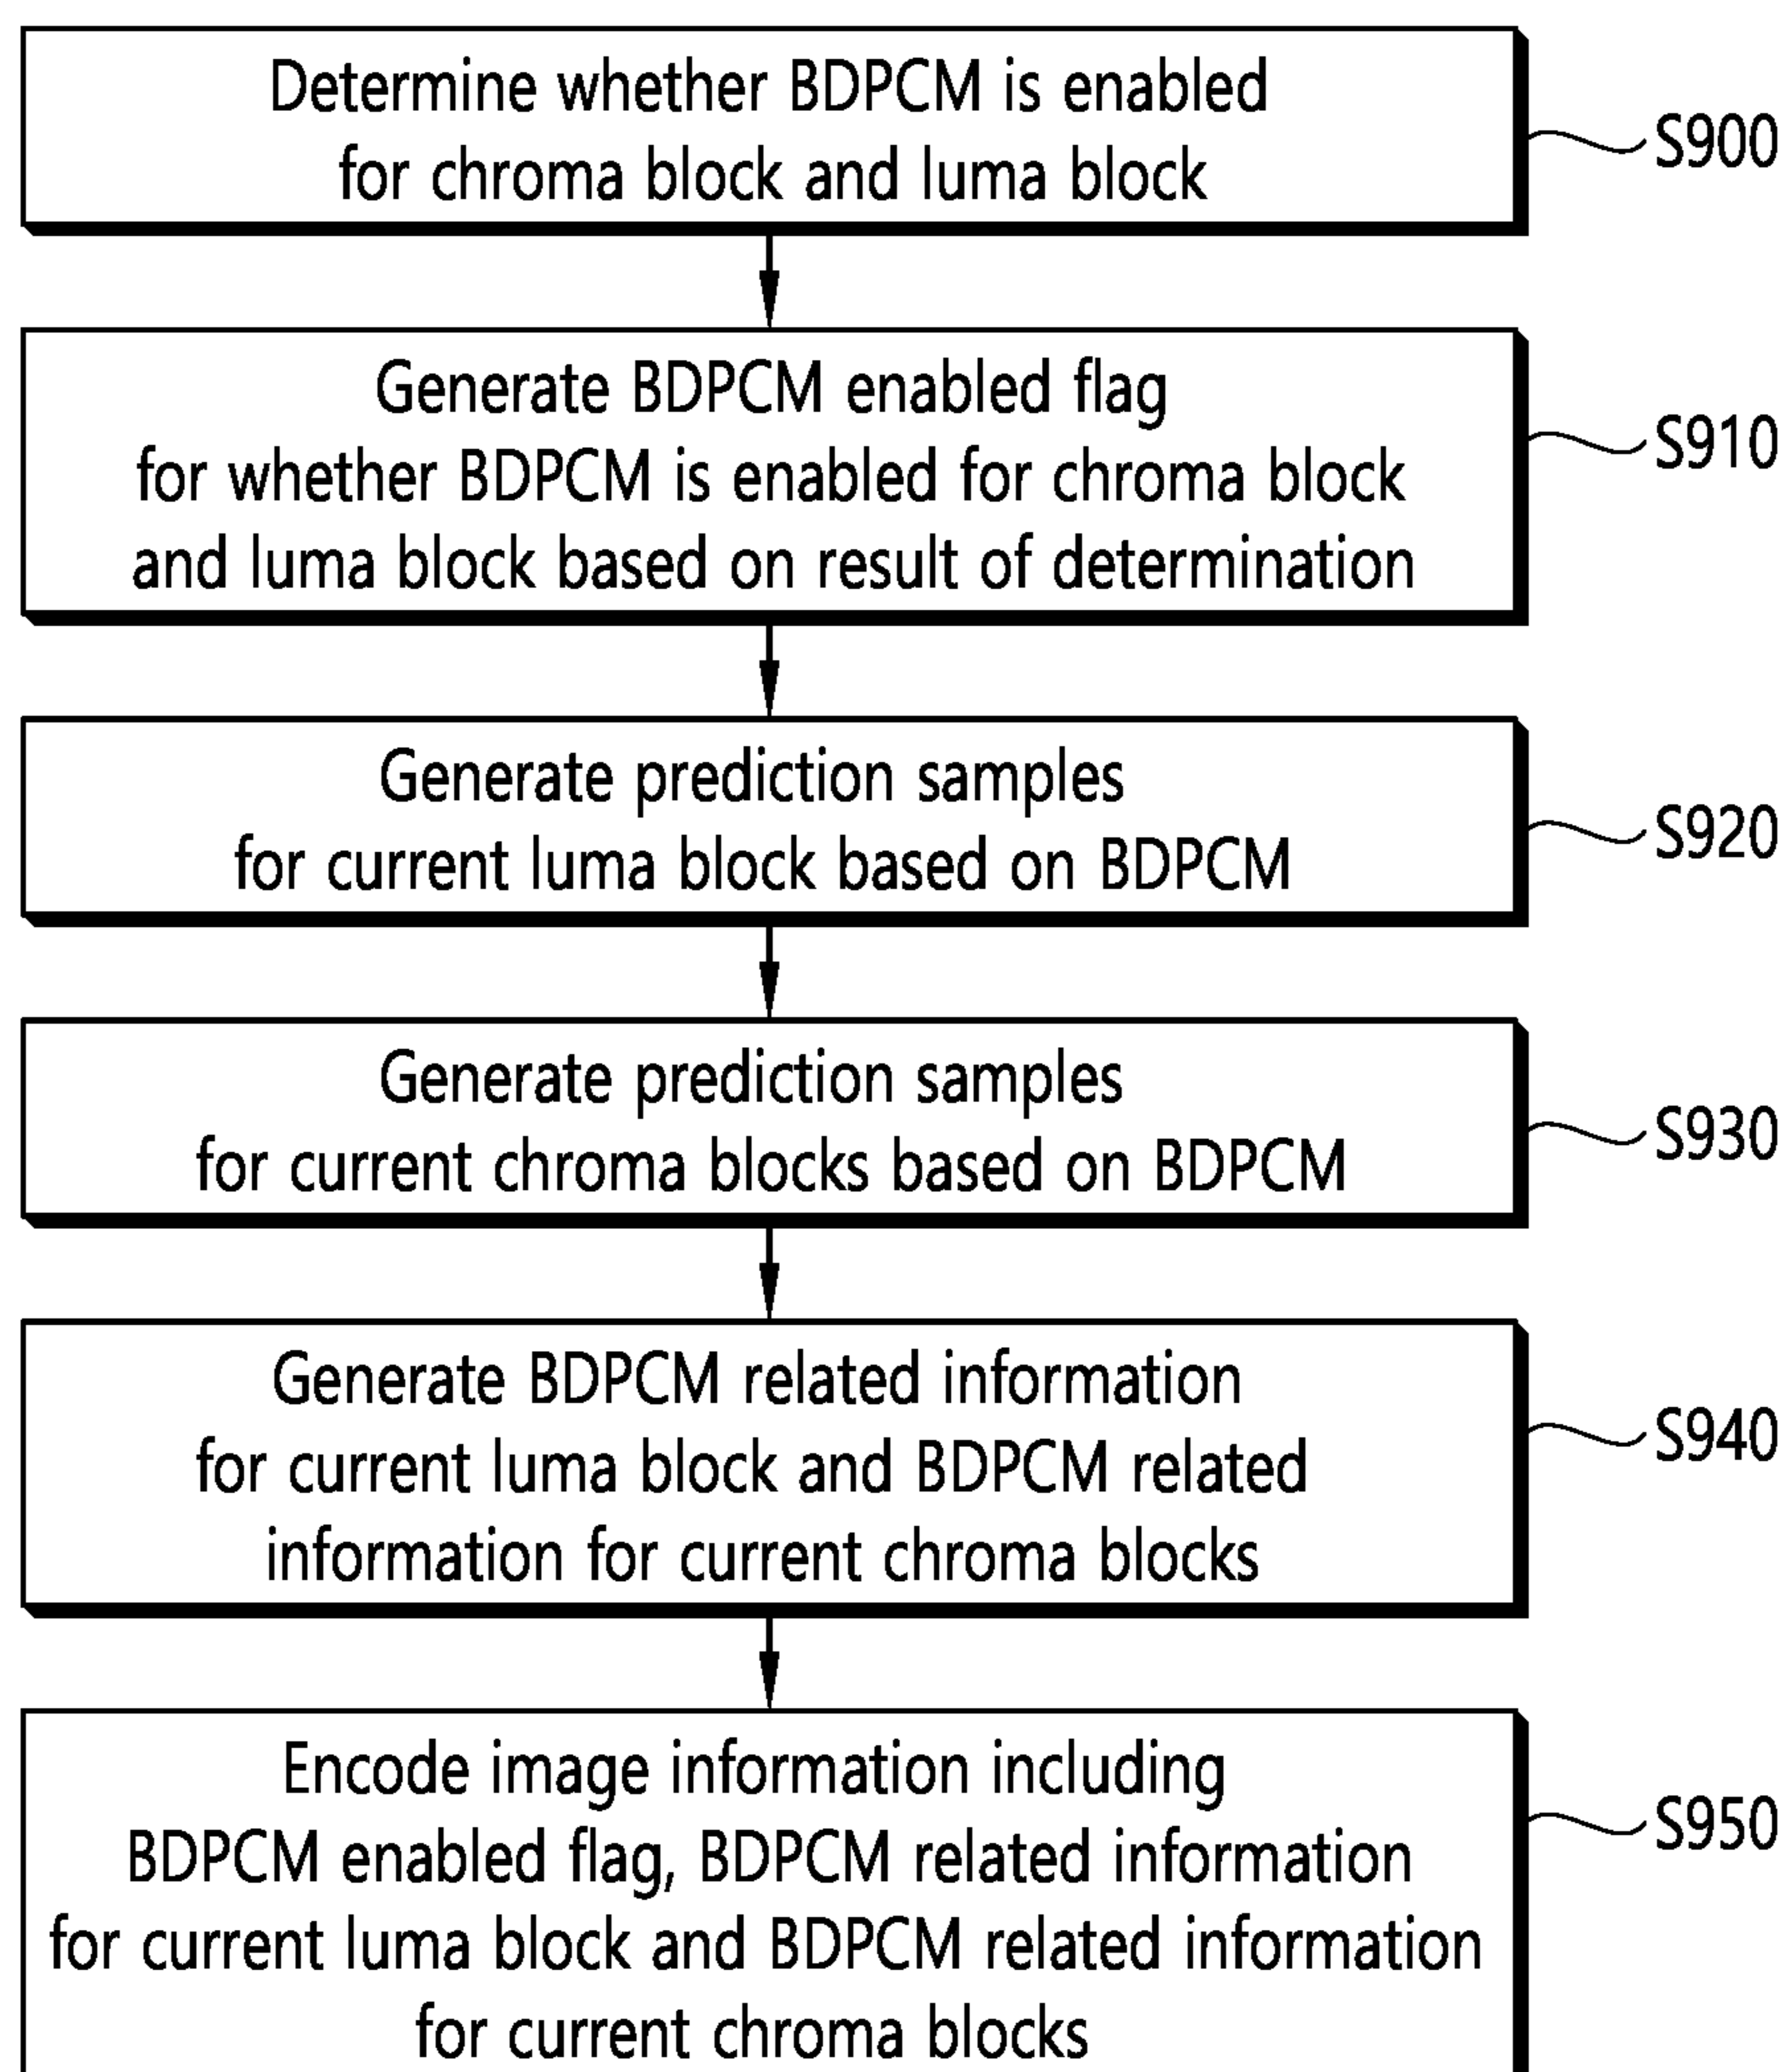 Determine whether BDPCM is enabled
for chroma block and luma block
S900
Generate BDPCM enabled flag
for whether BDPCM is enabled for chroma block
and luma block based on result of determination
S910
Generate prediction samples
for current luma block based on BDPCM
S920
Generate prediction samples
for current chroma blocks based on BDPCM
S930
Generate BDPCM related information
for current luma block and BDPCM related
information for current chroma blocks
S940
Encode image information including
BDPCM enabled flag, BDPCM related information
for current luma block and BDPCM related information
for current chroma blocks
S950